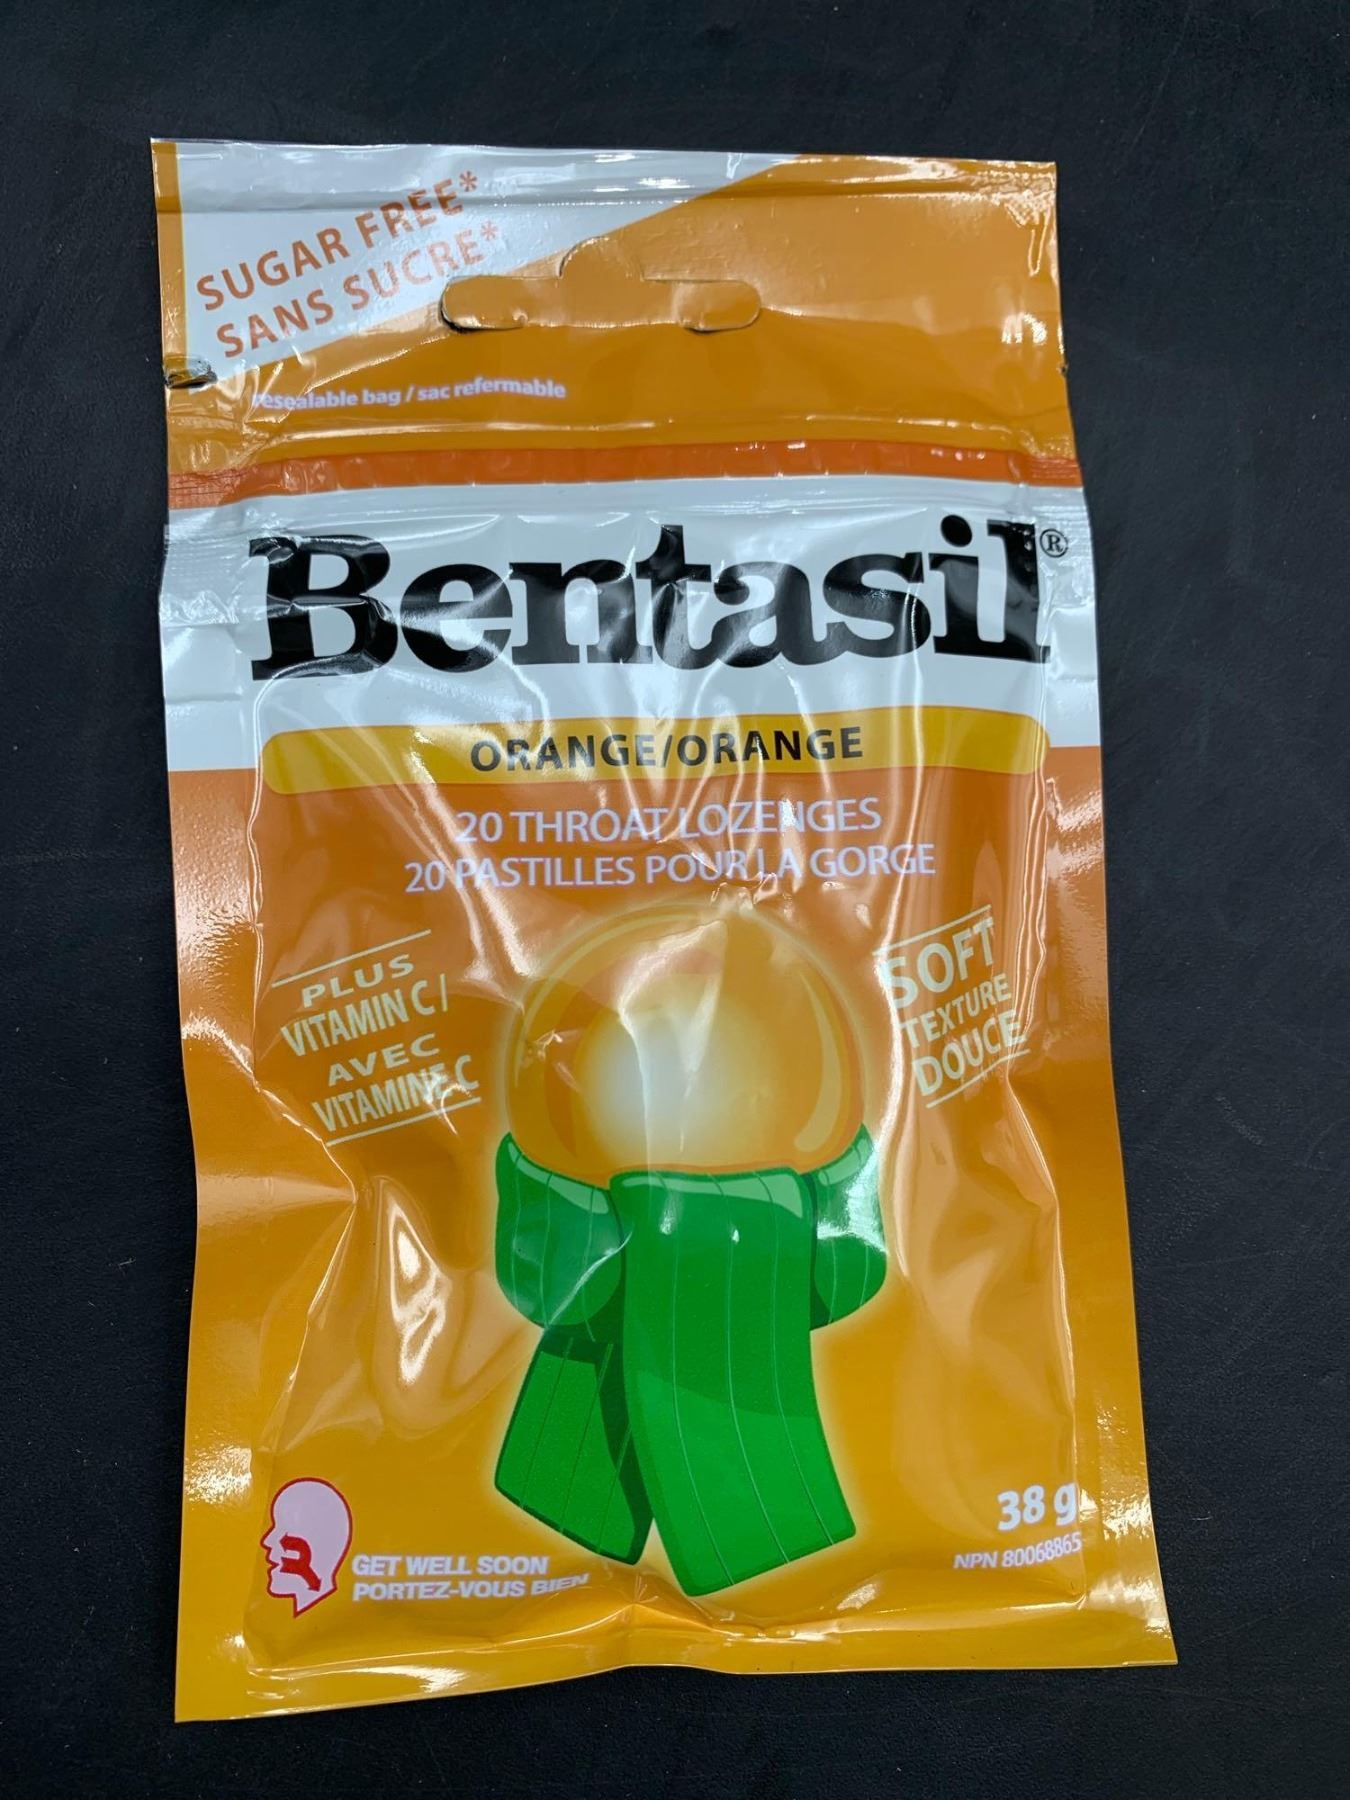 SUGAR FREE*
SANS SUCRE*
resealable bag / sac refermable
Bentasil®
ORANGE/ORANGE
20 THROAT LOZENGES
20 PASTILLES POUR LA GORGE
PLUS
VITAMIN C /
AVEC
VITAMINE C
SOFT
TEXTURE
DOUCE
GET WELL SOON
PORTEZ-VOUS BIEN
38 g
NPN 80068865